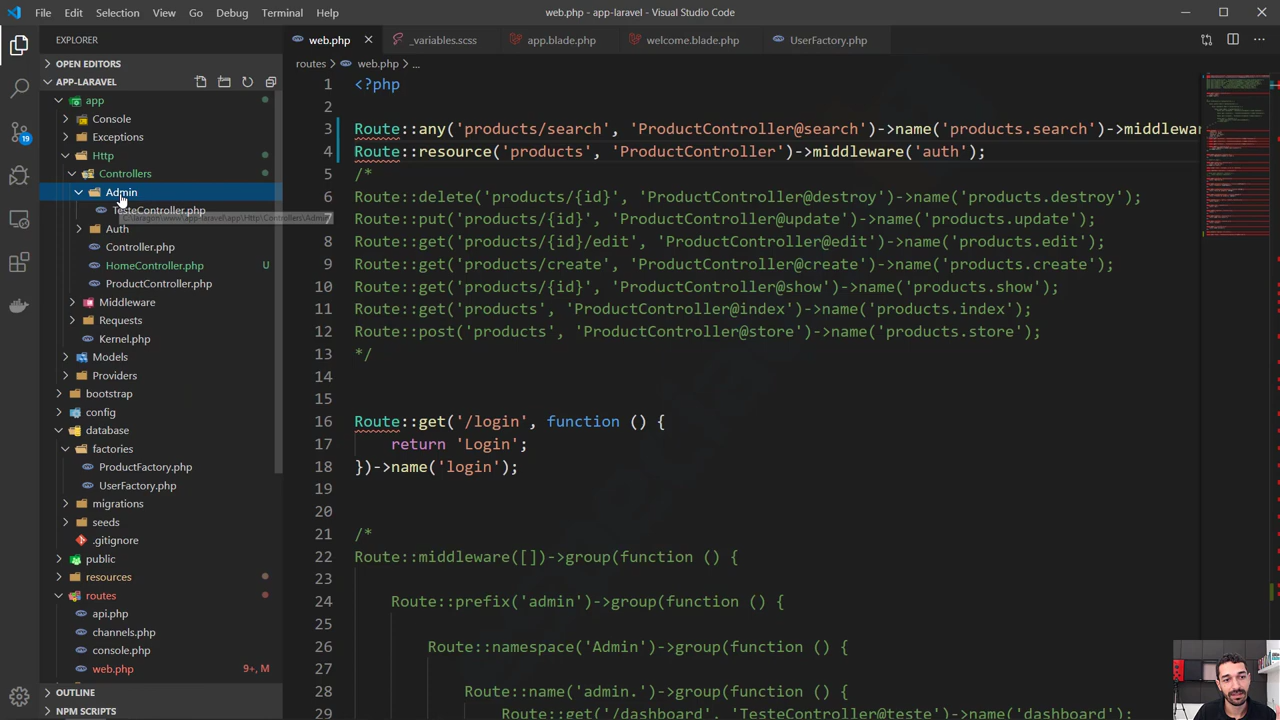 File Edit Selection View Go Debug Terminal Help
web.php - app-laravel - Visual Studio Code
EXPLORER
OPEN EDITORS
APP-LARAVEL
app
Console
Exceptions
Http
Controllers
Admin
TesteController.php
Auth
Controller.php
HomeController.php U
ProductController.php
Middleware
Requests
Kernel.php
Models
Providers
bootstrap
config
database
factories
ProductFactory.php
UserFactory.php
migrations
seeds
.gitignore
public
resources
routes
api.php
channels.php
console.php
web.php 9+, M
OUTLINE
NPM SCRIPTS
19
web.php _variables.scss app.blade.php welcome.blade.php UserFactory.php
routes > web.php > ...
1 <?php
2
3 Route::any('products/search', 'ProductController@search')->name('products.search')->middlewar
4 Route::resource('products', 'ProductController')->middleware('auth');
5 /*
6 Route::delete('products/{id}', 'ProductController@destroy')->name('products.destroy');
7 Route::put('products/{id}', 'ProductController@update')->name('products.update');
8 Route::get('products/{id}/edit', 'ProductController@edit')->name('products.edit');
9 Route::get('products/create', 'ProductController@create')->name('products.create');
10 Route::get('products/{id}', 'ProductController@show')->name('products.show');
11 Route::get('products', 'ProductController@index')->name('products.index');
12 Route::post('products', 'ProductController@store')->name('products.store');
13 */
14
15
16 Route::get('/login', function () {
17 return 'Login';
18 })->name('login');
19
20
21 /*
22 Route::middleware([])->group(function () {
23
24 Route::prefix('admin')->group(function () {
25
26 Route::namespace('Admin')->group(function () {
27
28 Route::name('admin.')->group(function () {
29 Route::get('/dashboard', 'TesteController@teste')->name('dashboard');